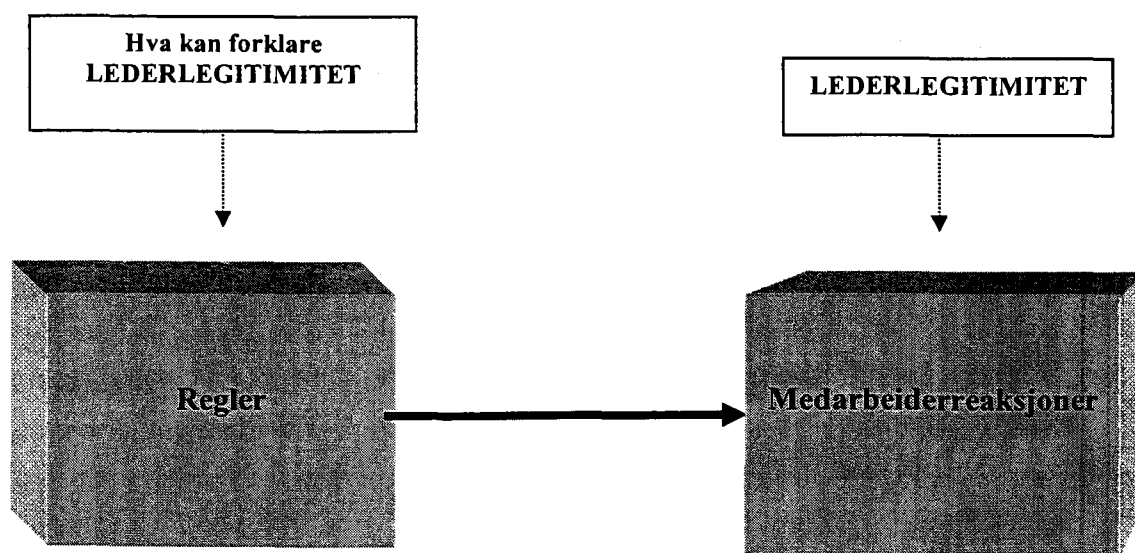 Hva kan forklare
LEDERLEGITIMITET
LEDERLEGITIMITET
Regler
Medarbeiderreaksjoner